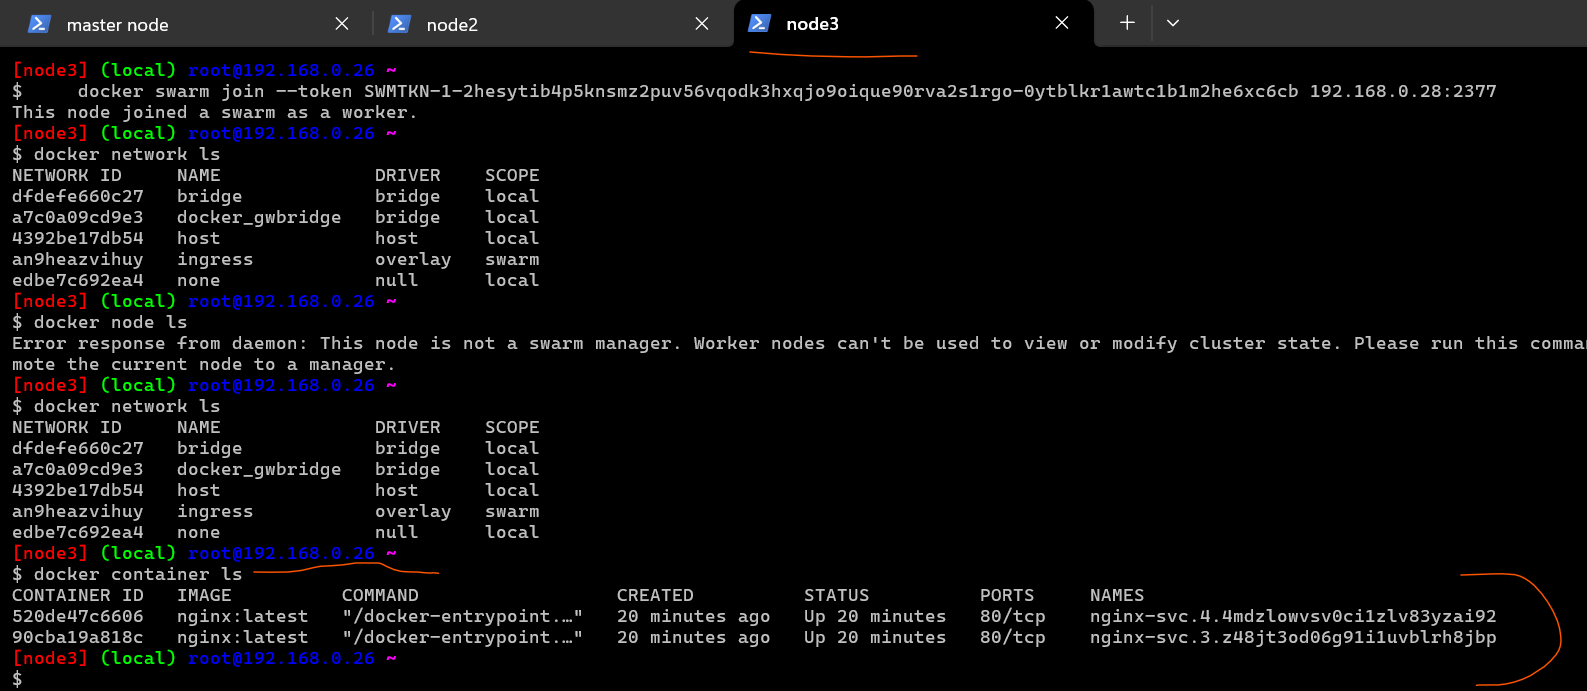 master node
node2
node3
[node3] (local) root@192.168.0.26 ~
$     docker swarm join --token SWMTKN-1-2hesytib4p5knsmz2puv56vqodk3hxqjo9oique90rva2s1rgo-0ytblkr1awtc1b1m2he6xc6cb 192.168.0.28:2377
This node joined a swarm as a worker.
[node3] (local) root@192.168.0.26 ~
$ docker network ls
NETWORK ID     NAME              DRIVER    SCOPE
dfdefe660c27   bridge            bridge    local
a7c0a09cd9e3   docker_gwbridge   bridge    local
4392be17db54   host              host      local
an9heazvihuy   ingress           overlay   swarm
edbe7c692ea4   none              null      local
[node3] (local) root@192.168.0.26 ~
$ docker node ls
Error response from daemon: This node is not a swarm manager. Worker nodes can't be used to view or modify cluster state. Please run this comma
mote the current node to a manager.
[node3] (local) root@192.168.0.26 ~
$ docker network ls
NETWORK ID     NAME              DRIVER    SCOPE
dfdefe660c27   bridge            bridge    local
a7c0a09cd9e3   docker_gwbridge   bridge    local
4392be17db54   host              host      local
an9heazvihuy   ingress           overlay   swarm
edbe7c692ea4   none              null      local
[node3] (local) root@192.168.0.26 ~
$ docker container ls
CONTAINER ID   IMAGE          COMMAND                  CREATED          STATUS          PORTS     NAMES
520de47c6606   nginx:latest   "/docker-entrypoint.…"   20 minutes ago   Up 20 minutes   80/tcp    nginx-svc.4.4mdzlowvsv0ci1zlv83yzai92
90cba19a818c   nginx:latest   "/docker-entrypoint.…"   20 minutes ago   Up 20 minutes   80/tcp    nginx-svc.3.z48jt3od06g91i1uvblrh8jbp
[node3] (local) root@192.168.0.26 ~
$